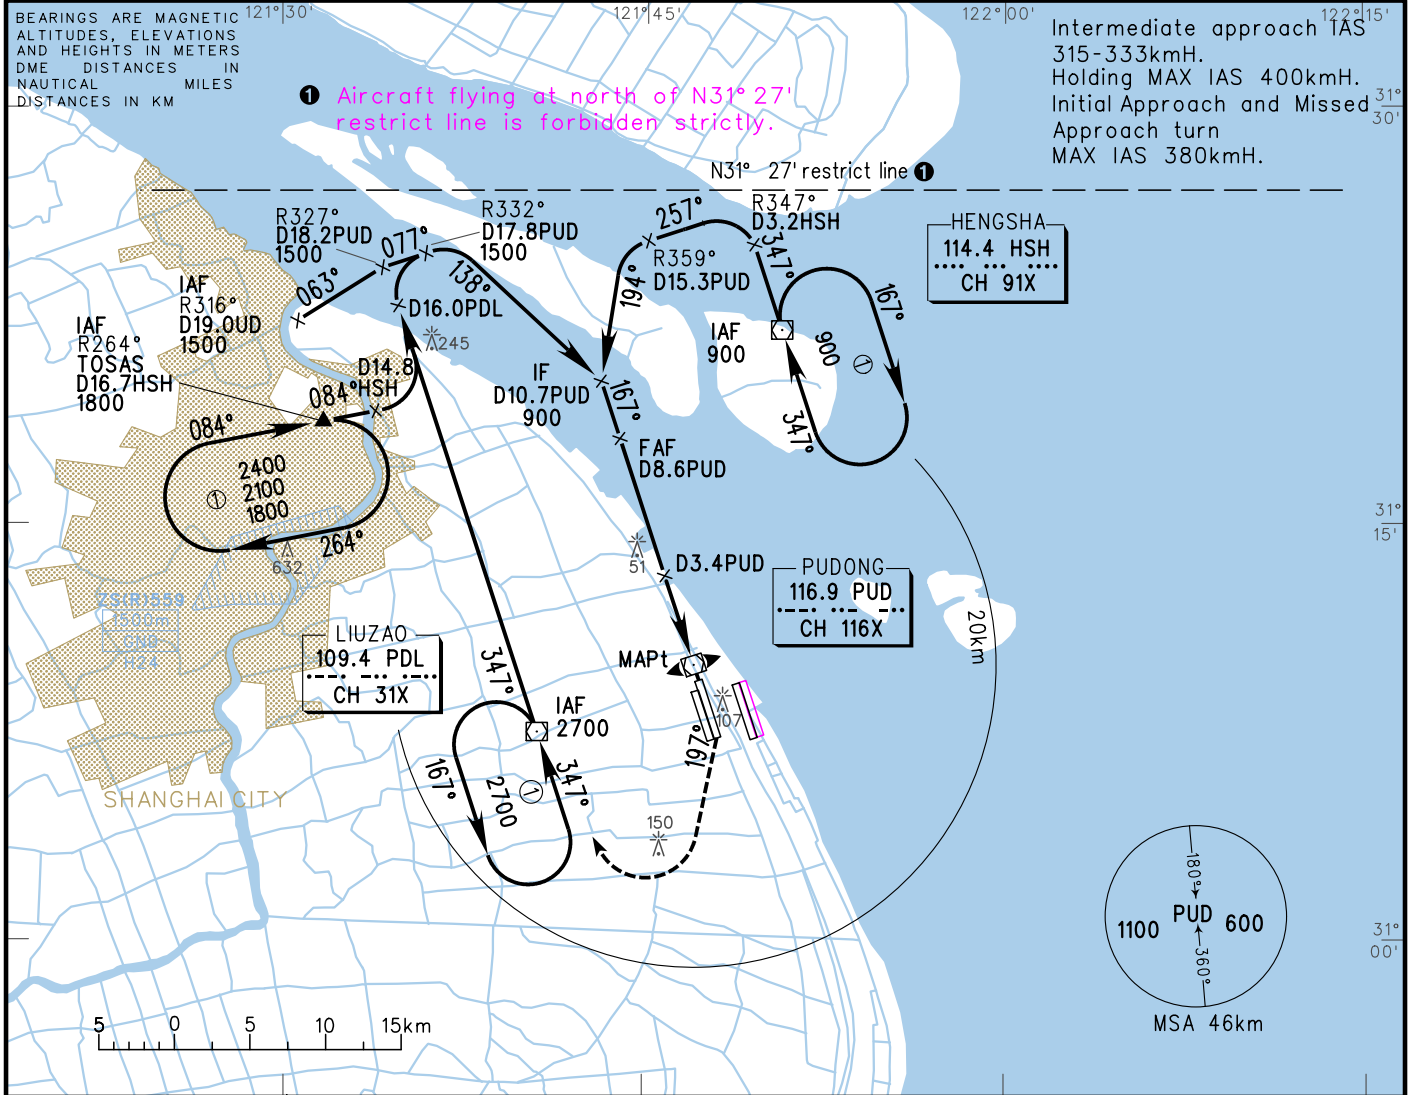 BEARINGS ARE MAGNETIC
ALTITUDES, ELEVATIONS
AND HEIGHTS IN METERS
DME DISTANCES IN
NAUTICAL MILES
DISTANCES IN KM
121°30'
121°45'
122°00'
122°15'
Intermediate approach IAS
315-333kmH.
Holding MAX IAS 400kmH.
Initial Approach and Missed
Approach turn
MAX IAS 380kmH.
31°
30'
❶ Aircraft flying at north of N31°27'
restrict line is forbidden strictly.
N31° 27' restrict line ❶
R327°
D18.2PUD
1500
077°
R332°
D17.8PUD
1500
257°
R347°
D3.2HSH
347°
HENGSHA
114.4 HSH
CH 91X
063°
138°
194°
R359°
D15.3PUD
IAF
R316°
D19.0UD
1500
D16.0PDL
245
IAF
900
900
①
167°
347°
IAF
R264°
TOSAS
D16.7HSH
1800
D14.8
HSH
084°
IF
D10.7PUD
900
167°
084°
FAF
D8.6PUD
2400
2100
1800
①
264°
632
51
D3.4PUD
31°
15'
PUDONG
116.9 PUD
CH 116X
20km
ZS(R)559
1500m
GND
H24
LIUZAO
109.4 PDL
CH 31X
347°
MAPt
IAF
2700
107
197°
167°
2700
①
347°
SHANGHAI CITY
150
180°
1100
PUD
600
360°
MSA 46km
31°
00'
5
0
5
10
15km